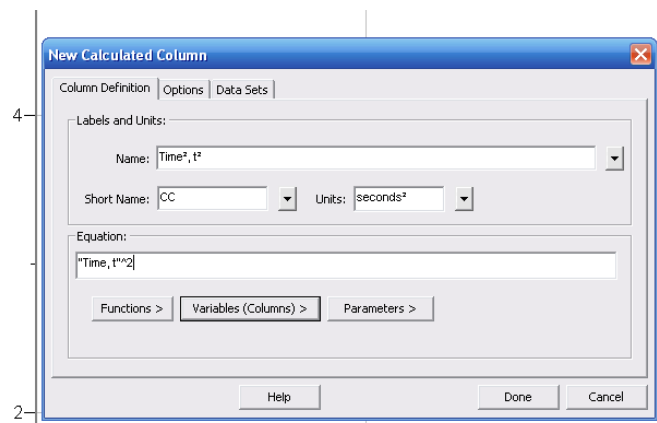 New Calculated Column
Column Definition Options Data Sets
4
Labels and Units:
Name: Time², t²
Short Name: CC Units: seconds²
Equation:
"Time, t"^2
Functions > Variables (Columns) > Parameters >
Help Done Cancel
2